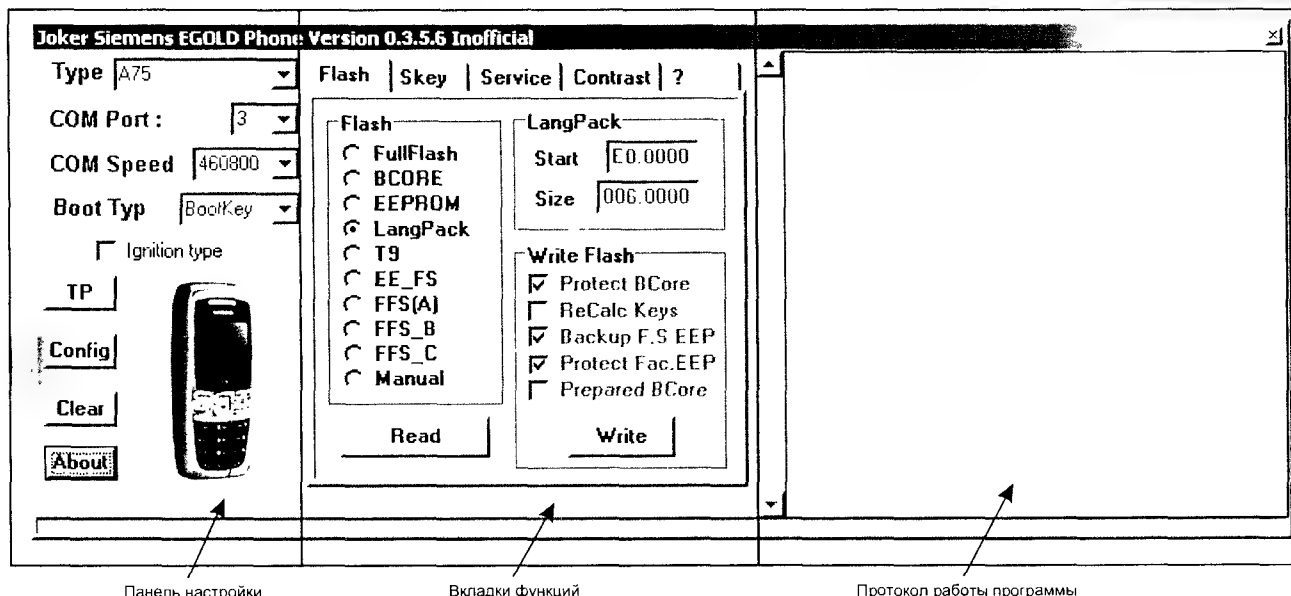 Joker Siemens EGOLD Phone Version 0.3.5.6 Inofficial
Type A75
COM Port : 3
COM Speed 460800
Boot Typ BootKey
Ignition type
TP
Config
Clear
About
Flash Skey Service Contrast ?
Flash
FullFlash
BCORE
EEPROM
LangPack
T9
EE_FS
FFS(A)
FFS_B
FFS_C
Manual
Read
LangPack
Start E0.0000
Size 006.0000
Write Flash
Protect BCore
ReCalc Keys
Backup F.S EEP
Protect Fac.EEP
Prepared BCore
Write
Панель настройки
Вкладки функций
Протокол работы программы